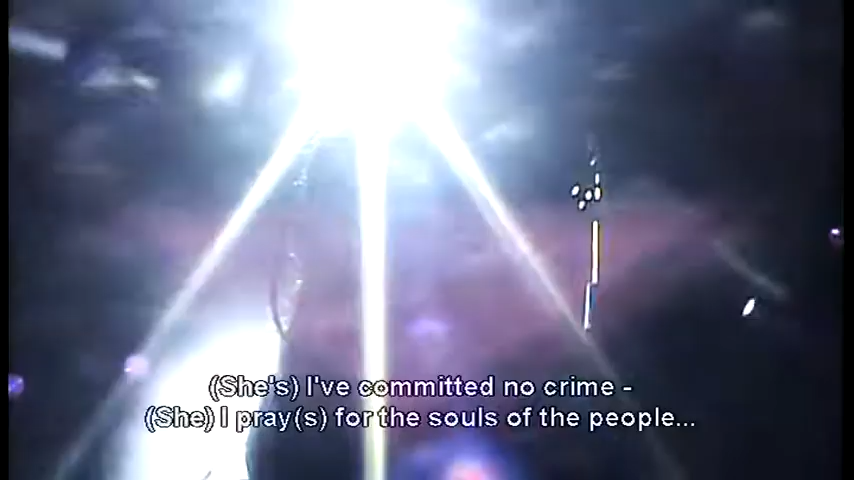 (She's) I've committed no crime -
(She) I pray(s) for the souls of the people...